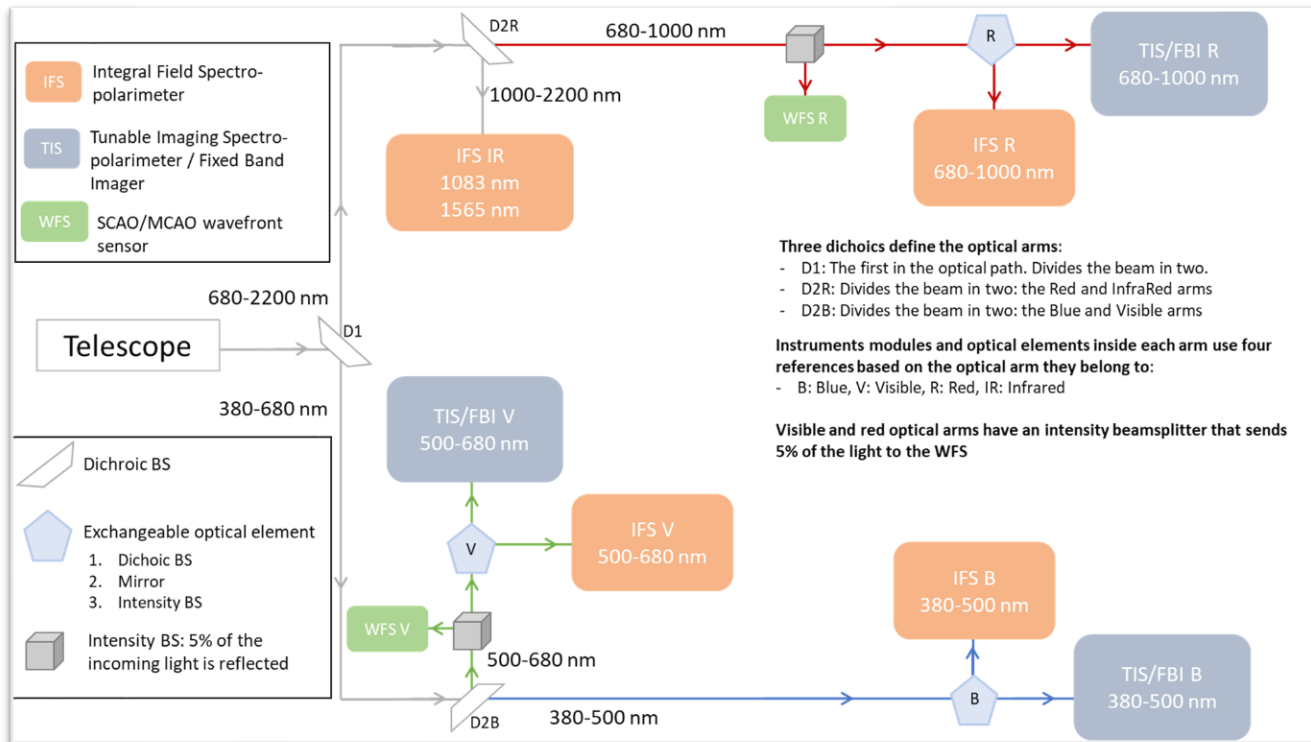 IFS
Integral Field Spectro-
polarimeter
TIS
Tunable Imaging Spectro-
polarimeter / Fixed Band
Imager
WFS
SCAO/MCAO wavefront
sensor
D2R
680-1000 nm
R
TIS/FBI R
680-1000 nm
1000-2200 nm
WFS R
IFS IR
1083 nm
1565 nm
IFS R
680-1000 nm
Three dichoics define the optical arms:
- D1: The first in the optical path. Divides the beam in two.
- D2R: Divides the beam in two: the Red and InfraRed arms
- D2B: Divides the beam in two: the Blue and Visible arms
Instruments modules and optical elements inside each arm use four
references based on the optical arm they belong to:
- B: Blue, V: Visible, R: Red, IR: Infrared
Visible and red optical arms have an intensity beamsplitter that sends
5% of the light to the WFS
680-2200 nm
Telescope
D1
380-680 nm
TIS/FBI V
500-680 nm
V
IFS V
500-680 nm
WFS V
500-680 nm
D2B
380-500 nm
IFS B
380-500 nm
B
TIS/FBI B
380-500 nm
Dichroic BS
Exchangeable optical element
1. Dichoic BS
2. Mirror
3. Intensity BS
Intensity BS: 5% of the
incoming light is reflected